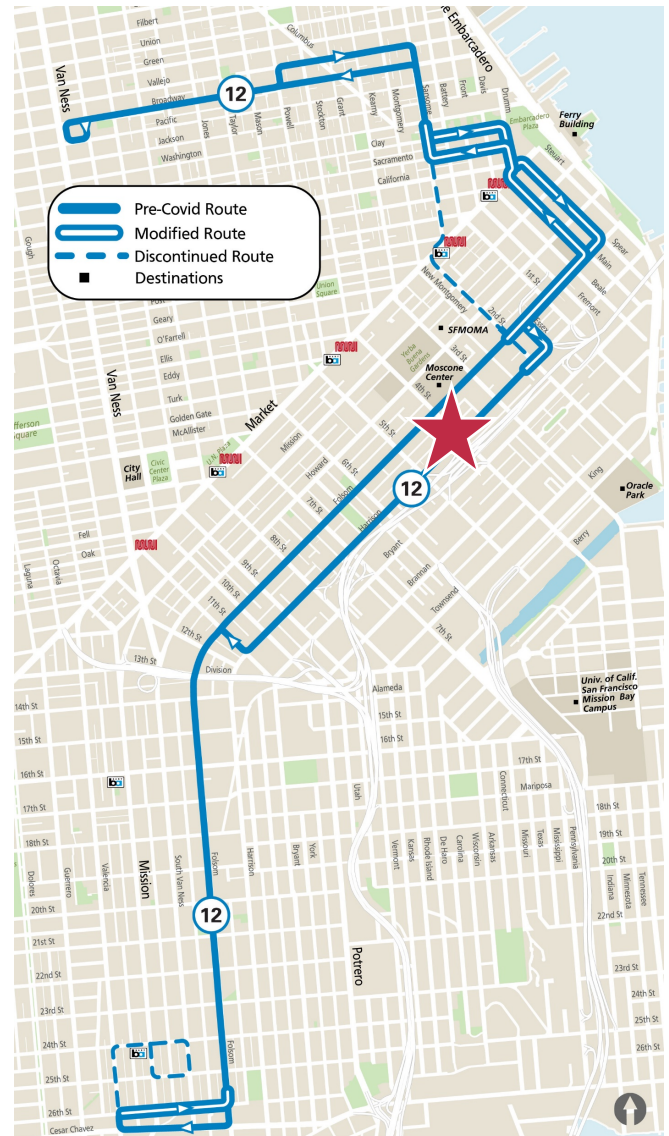 Filbert
Union
Green
Vallejo
Broadway
Pacific
Jackson
Washington
Van Ness
Columbus
The Embarcadero
12
Jones
Taylor
Mason
Powell
Stockton
Grant
Kearny
Montgomery
Sansome
Battery
Front
Davis
Drumm
Clay
Sacramento
California
Embarcadero
Plaza
Ferry
Building
Steuart
Pre-Covid Route
Modified Route
Discontinued Route
Destinations
Gough
Post
Geary
O'Farrell
Ellis
Eddy
Turk
Golden Gate
McAllister
Union
Square
New Montgomery
1st St
2nd St
3rd St
4th St
5th St
6th St
7th St
8th St
9th St
10th St
11th St
12th St
13th St
Essex
Spear
Main
Beale
Fremont
SFMOMA
Yerba
Buena
Gardens
Moscone
Center
Van Ness
Market
Mission
Howard
Folsom
Harrison
Bryant
Brannan
Townsend
7th St
King
Berry
Oracle
Park
Jefferson
Square
City
Hall
Civic
Center
Plaza
U.N. Plaza
12
Fell
Oak
Laguna
Octavia
Division
Alameda
15th St
16th St
Univ. of Calif.
San Francisco
Mission Bay
Campus
14th St
15th St
16th St
17th St
18th St
20th St
21st St
22nd St
23rd St
24th St
25th St
26th St
Cesar Chavez
Dolores
Guerrero
Valencia
Mission
South Van Ness
Folsom
Harrison
Bryant
York
Potrero
Utah
Vermont
Kansas
Rhode Island
De Haro
Carolina
Wisconsin
Arkansas
Connecticut
Missouri
Texas
Mississippi
Pennsylvania
Indiana
Minnesota
Tennessee
17th St
Mariposa
18th St
19th St
20th St
22nd St
23rd St
24th St
25th St
26th St
12
Folsom